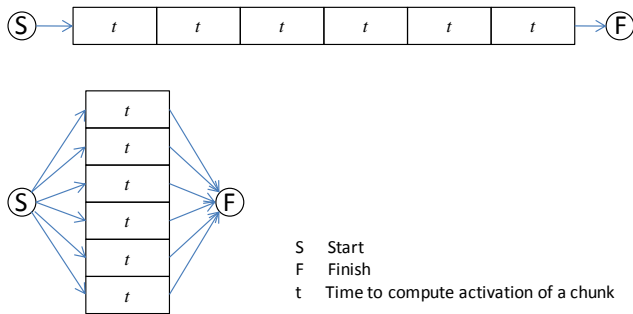 S t t t t t t F
t
t
t
S t F
t
t
S Start
F Finish
t Time to compute activation of a chunk